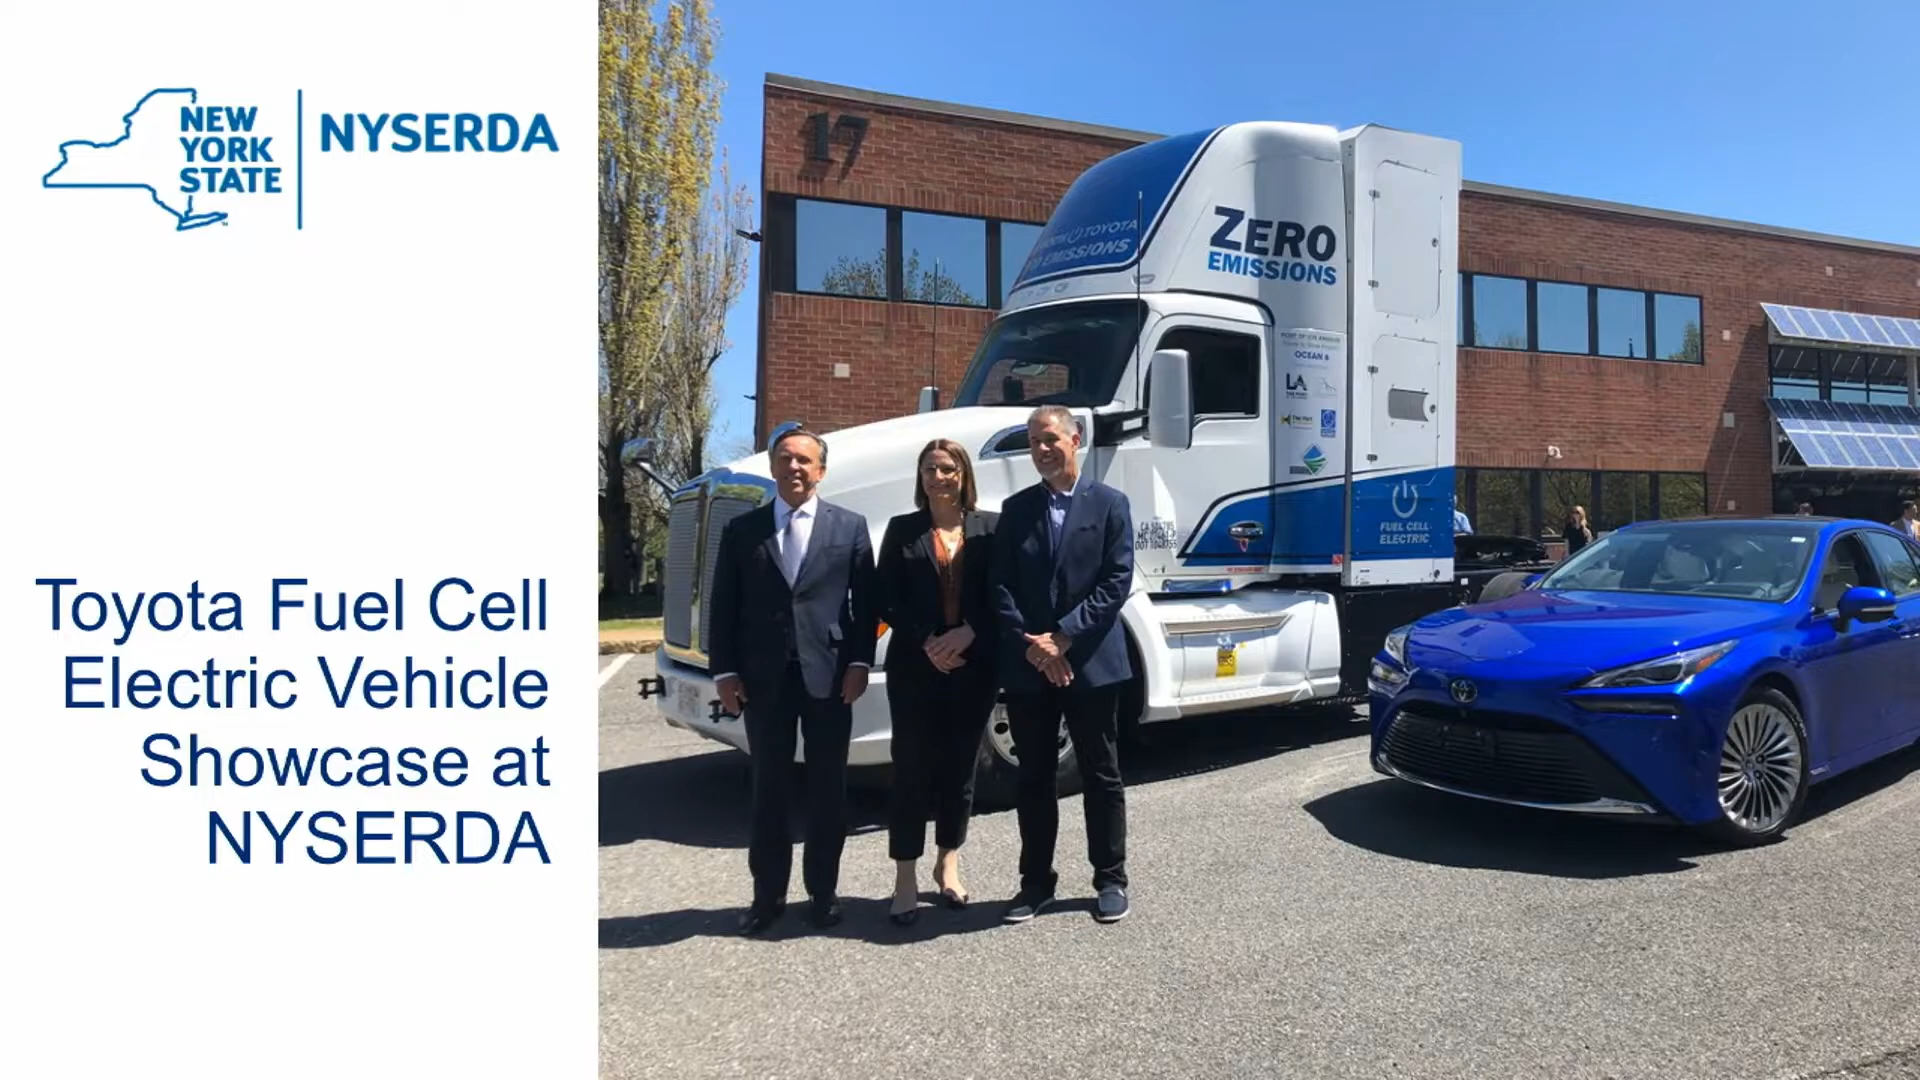 NEW
YORK
STATE
NYSERDA
Toyota Fuel Cell
Electric Vehicle
Showcase at
NYSERDA
17
TOYOTA
EMISSIONS
ZERO
EMISSIONS
OCEAN
LA
FUEL CELL
ELECTRIC